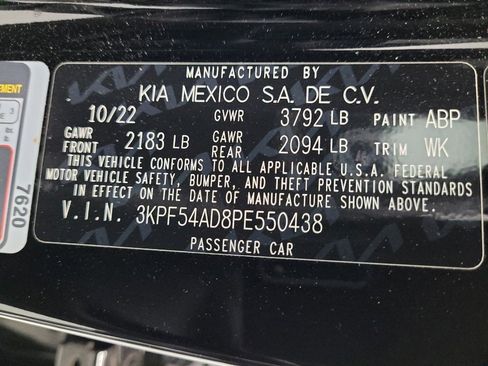 MANUFACTURED BY
KIA MEXICO S.A. DE C.V.
10/22 GVWR 3792 LB PAINT ABP
GAWR FRONT 2183 LB GAWR REAR 2094 LB TRIM WK
THIS VEHICLE CONFORMS TO ALL APPLICABLE U.S.A. FEDERAL
MOTOR VEHICLE SAFETY, BUMPER, AND THEFT PREVENTION STANDARDS
IN EFFECT ON THE DATE OF MANUFACTURE SHOWN ABOVE.
V.I.N. 3KPF54AD8PE550438
PASSENGER CAR
7620